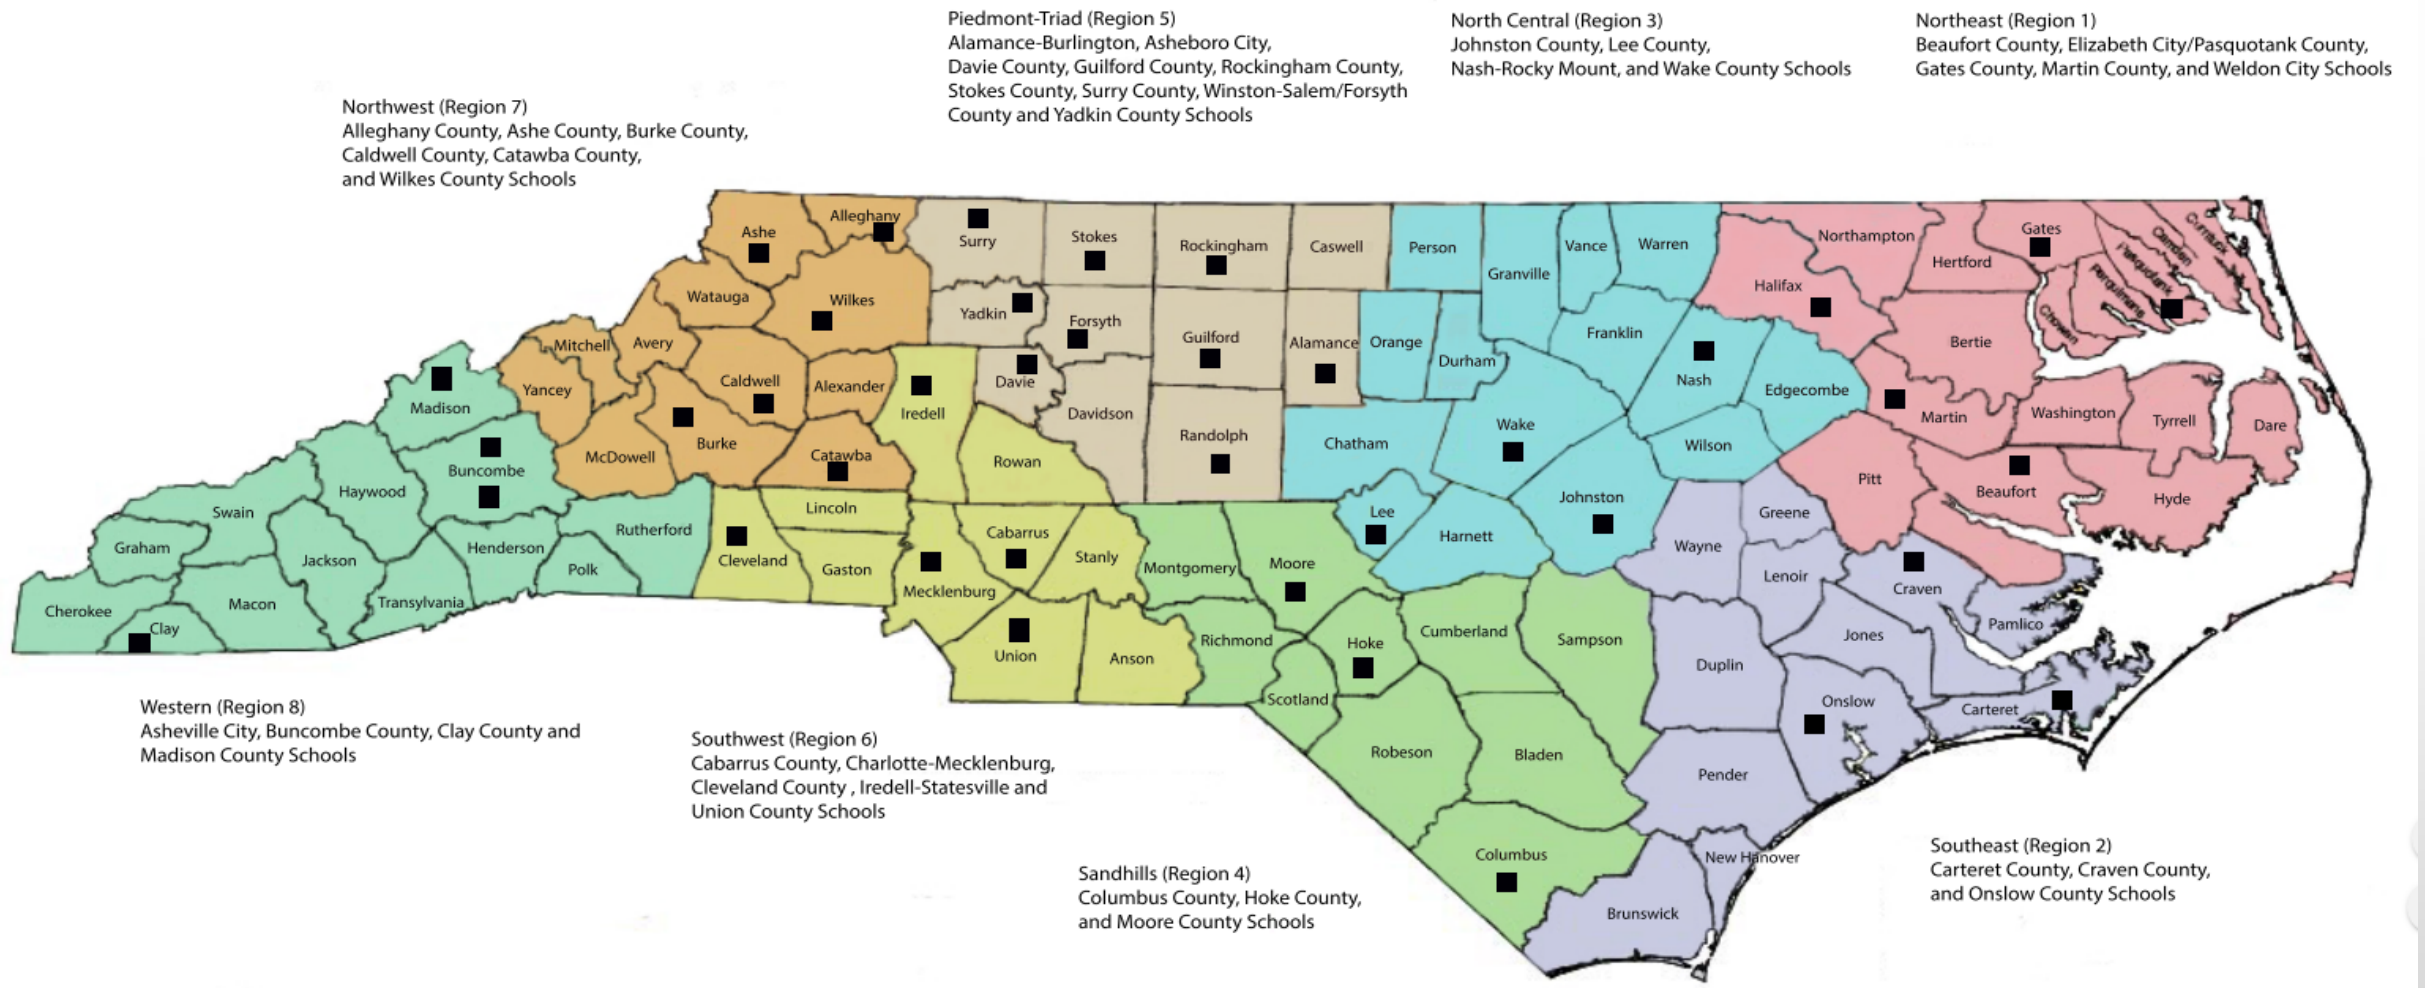 Piedmont-Triad (Region 5)
Alamance-Burlington, Asheboro City,
Davie County, Guilford County, Rockingham County,
Stokes County, Surry County, Winston-Salem/Forsyth
County and Yadkin County Schools
North Central (Region 3)
Johnston County, Lee County,
Nash-Rocky Mount, and Wake County Schools
Northeast (Region 1)
Beaufort County, Elizabeth City/Pasquotank County,
Gates County, Martin County, and Weldon City Schools
Northwest (Region 7)
Alleghany County, Ashe County, Burke County,
Caldwell County, Catawba County,
and Wilkes County Schools
Ashe
Alleghany
Surry
Stokes
Rockingham
Caswell
Person
Granville
Vance
Warren
Northampton
Halifax
Hertford
Gates
Currituck
Camden
Pasquotank
Perquimans
Chowan
Watauga
Wilkes
Yadkin
Forsyth
Guilford
Alamance
Orange
Durham
Franklin
Nash
Edgecombe
Bertie
Mitchell
Avery
Yancey
Caldwell
Alexander
Iredell
Davie
Davidson
Randolph
Chatham
Wake
Wilson
Martin
Washington
Tyrrell
Dare
Madison
Buncombe
McDowell
Burke
Catawba
Rowan
Haywood
Swain
Graham
Jackson
Henderson
Rutherford
Polk
Cleveland
Lincoln
Gaston
Cabarrus
Mecklenburg
Stanly
Montgomery
Moore
Lee
Harnett
Johnston
Wayne
Greene
Lenoir
Pitt
Beaufort
Hyde
Craven
Pamlico
Cherokee
Clay
Macon
Transylvania
Union
Anson
Richmond
Hoke
Scotland
Cumberland
Sampson
Duplin
Jones
Onslow
Carteret
Robeson
Bladen
Pender
Columbus
New Hanover
Brunswick
Western (Region 8)
Asheville City, Buncombe County, Clay County and
Madison County Schools
Southwest (Region 6)
Cabarrus County, Charlotte-Mecklenburg,
Cleveland County , Iredell-Statesville and
Union County Schools
Sandhills (Region 4)
Columbus County, Hoke County,
and Moore County Schools
Southeast (Region 2)
Carteret County, Craven County,
and Onslow County Schools